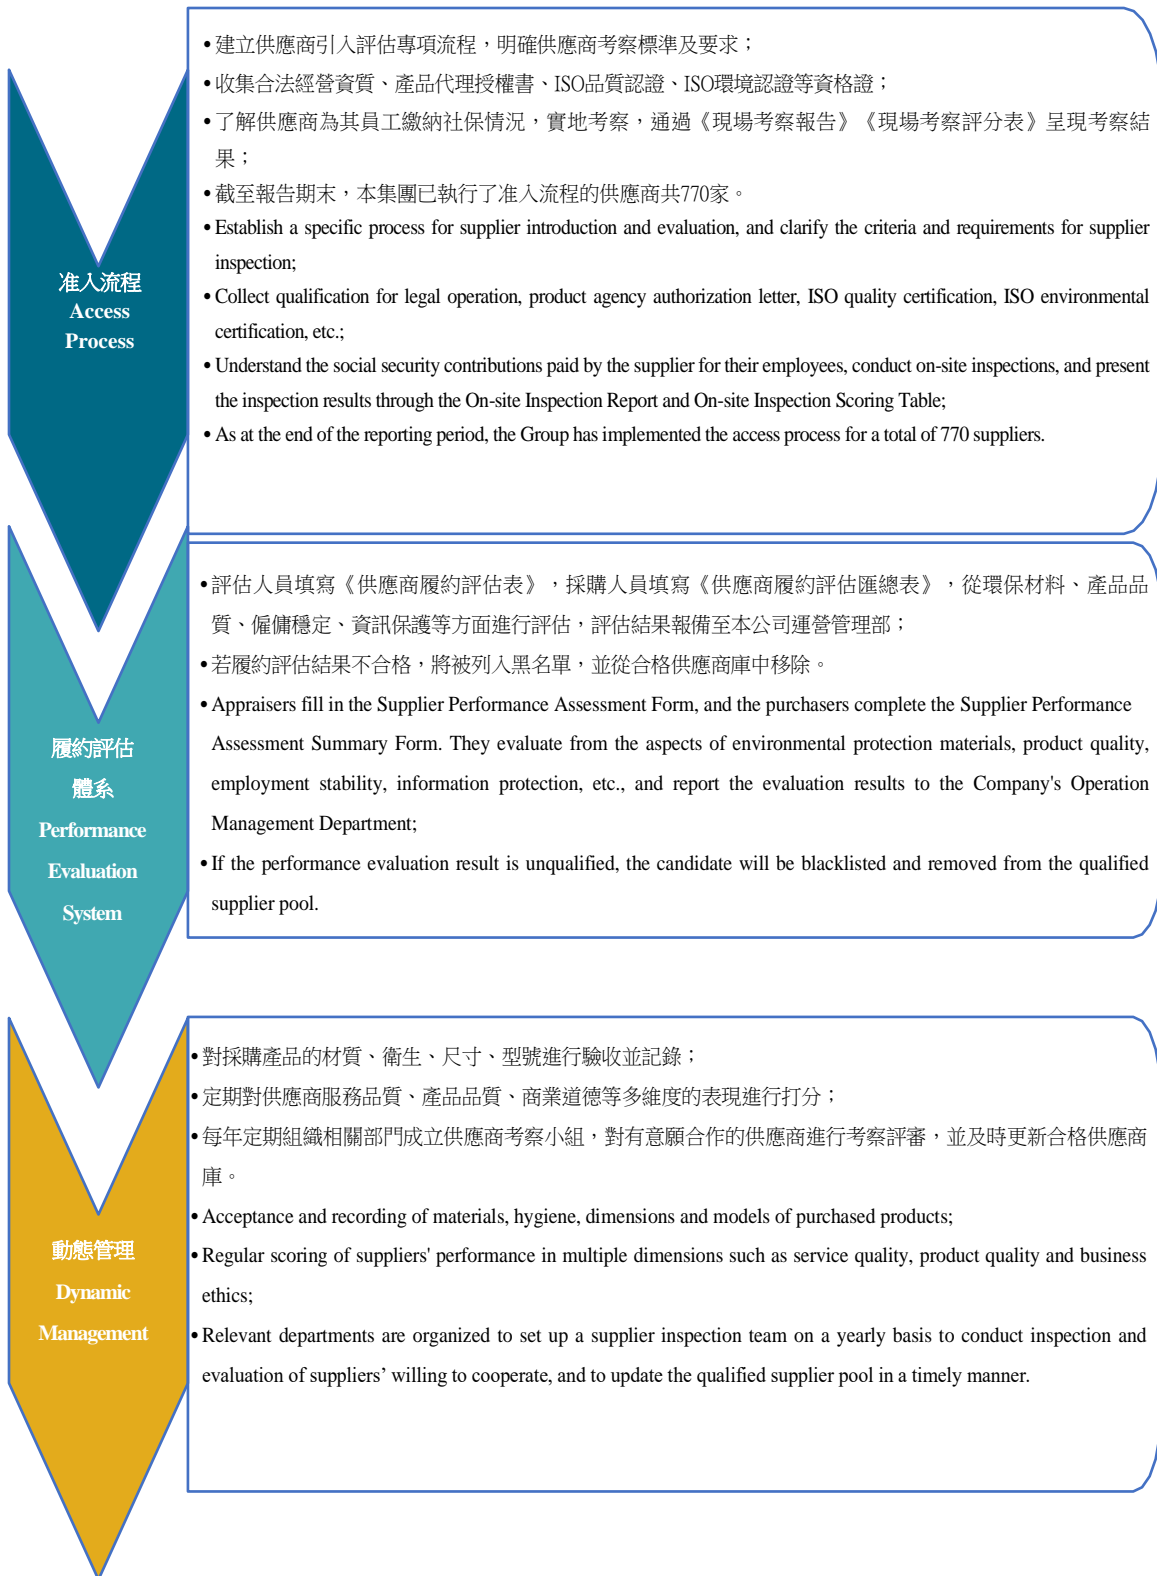 准入流程
Access
Process
•建立供應商引入評估專項流程，明確供應商考察標準及要求；
•收集合法經營資質、產品代理授權書、ISO品質認證、ISO環境認證等資格證；
•了解供應商為其員工繳納社保情況，實地考察，通過《現場考察報告》《現場考察評分表》呈現考察結
果；
•截至報告期末，本集團已執行了准入流程的供應商共770家。
•Establish a specific process for supplier introduction and evaluation, and clarify the criteria and requirements for supplier
inspection;
•Collect qualification for legal operation, product agency authorization letter, ISO quality certification, ISO environmental
certification, etc.;
•Understand the social security contributions paid by the supplier for their employees, conduct on-site inspections, and present
the inspection results through the On-site Inspection Report and On-site Inspection Scoring Table;
•As at the end of the reporting period, the Group has implemented the access process for a total of 770 suppliers.
履約評估
體系
Performance
Evaluation
System
•評估人員填寫《供應商履約評估表》，採購人員填寫《供應商履約評估匯總表》，從環保材料、產品品
質、僱傭穩定、資訊保護等方面進行評估，評估結果報備至本公司運營管理部；
•若履約評估結果不合格，將被列入黑名單，並從合格供應商庫中移除。
•Appraisers fill in the Supplier Performance Assessment Form, and the purchasers complete the Supplier Performance
Assessment Summary Form. They evaluate from the aspects of environmental protection materials, product quality,
employment stability, information protection, etc., and report the evaluation results to the Company's Operation
Management Department;
•If the performance evaluation result is unqualified, the candidate will be blacklisted and removed from the qualified
supplier pool.
動態管理
Dynamic
Management
•對採購產品的材質、衛生、尺寸、型號進行驗收並記錄；
•定期對供應商服務品質、產品品質、商業道德等多維度的表現進行打分；
•每年定期組織相關部門成立供應商考察小組，對有意願合作的供應商進行考察評審，並及時更新合格供應商
庫。
•Acceptance and recording of materials, hygiene, dimensions and models of purchased products;
•Regular scoring of suppliers' performance in multiple dimensions such as service quality, product quality and business
ethics;
•Relevant departments are organized to set up a supplier inspection team on a yearly basis to conduct inspection and
evaluation of suppliers’ willing to cooperate, and to update the qualified supplier pool in a timely manner.